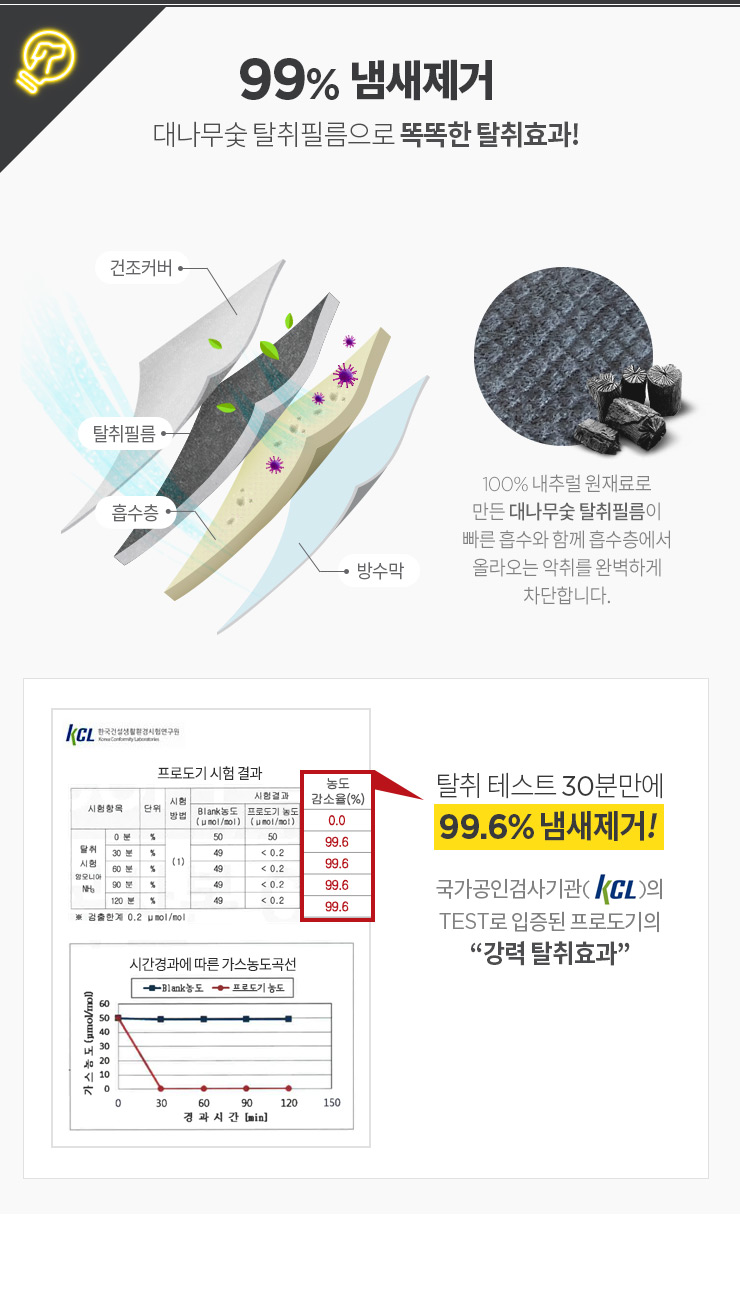 99% 냄새제거
대나무숯 탈취필름으로 똑똑한 탈취효과!
건조커버
탈취필름
흡수층
방수막
100% 내추럴 원재료로
만든 대나무숯 탈취필름이
빠른 흡수와 함께 흡수층에서
올라오는 악취를 완벽하게
차단합니다.
KCL 한국건설생활환경시험연구원
Korea Conformity Laboratories
프로도기 시험 결과
시험항목 단위 시험방법 시험결과 농도 감소율(%)
Blank농도 (μmol/mol) 프로도기 농도 (μmol/mol)
탈취 시험 암모니아 NH₃ (1)
0 분 % 50 50 0.0
30 분 % 49 < 0.2 99.6
60 분 % 49 < 0.2 99.6
90 분 % 49 < 0.2 99.6
120 분 % 49 < 0.2 99.6
※ 검출한계 0.2 μmol/mol
탈취 테스트 30분만에
99.6% 냄새제거!
국가공인검사기관( KCL )의
TEST로 입증된 프로도기의
“강력 탈취효과”
시간경과에 따른 가스농도곡선
Blank농도 프로도기 농도
가스농도 (μmol/mol)
60
50
40
30
20
10
0
0 30 60 90 120 150
경과시간 [min]